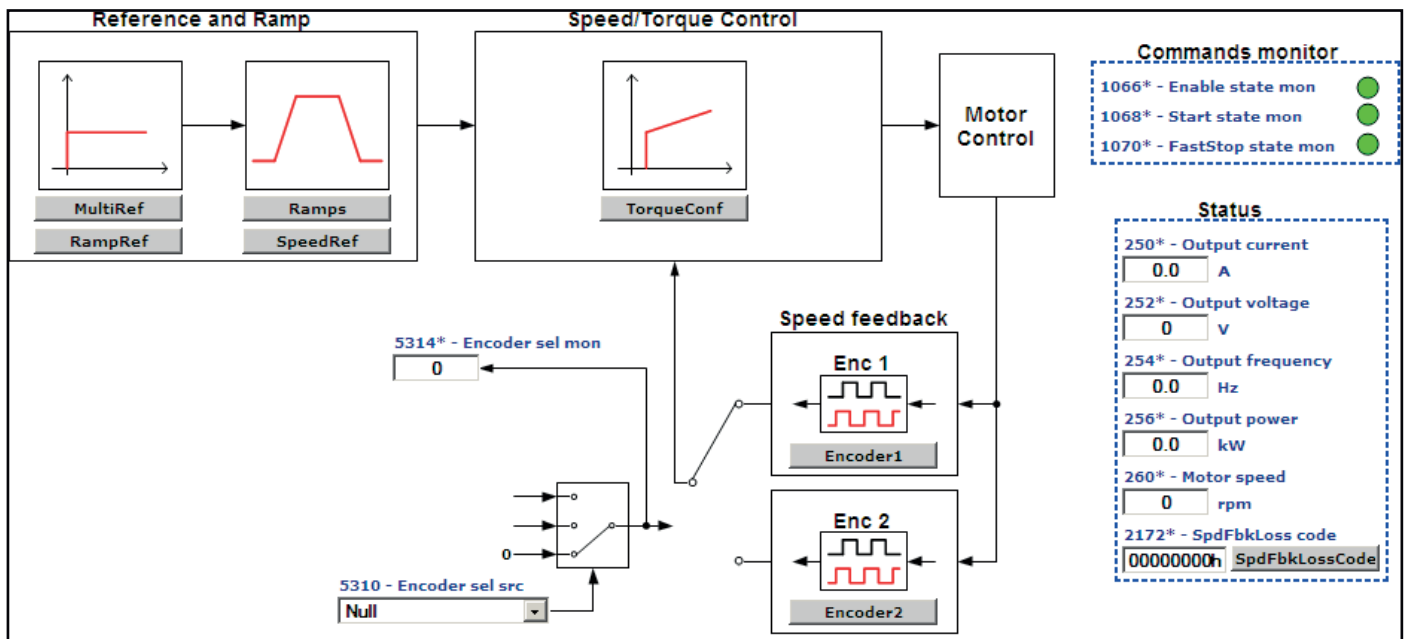 Reference and Ramp
Speed/Torque Control
MultiRef
RampRef
Ramps
SpeedRef
TorqueConf
Motor
Control
Commands monitor
1066* - Enable state mon
1068* - Start state mon
1070* - FastStop state mon
Status
250* - Output current
0.0 A
252* - Output voltage
0 V
254* - Output frequency
0.0 Hz
256* - Output power
0.0 kW
260* - Motor speed
0 rpm
2172* - SpdFbkLoss code
00000000h SpdFbkLossCode
Speed feedback
Enc 1
Encoder1
Enc 2
Encoder2
5314* - Encoder sel mon
0
0
5310 - Encoder sel src
Null